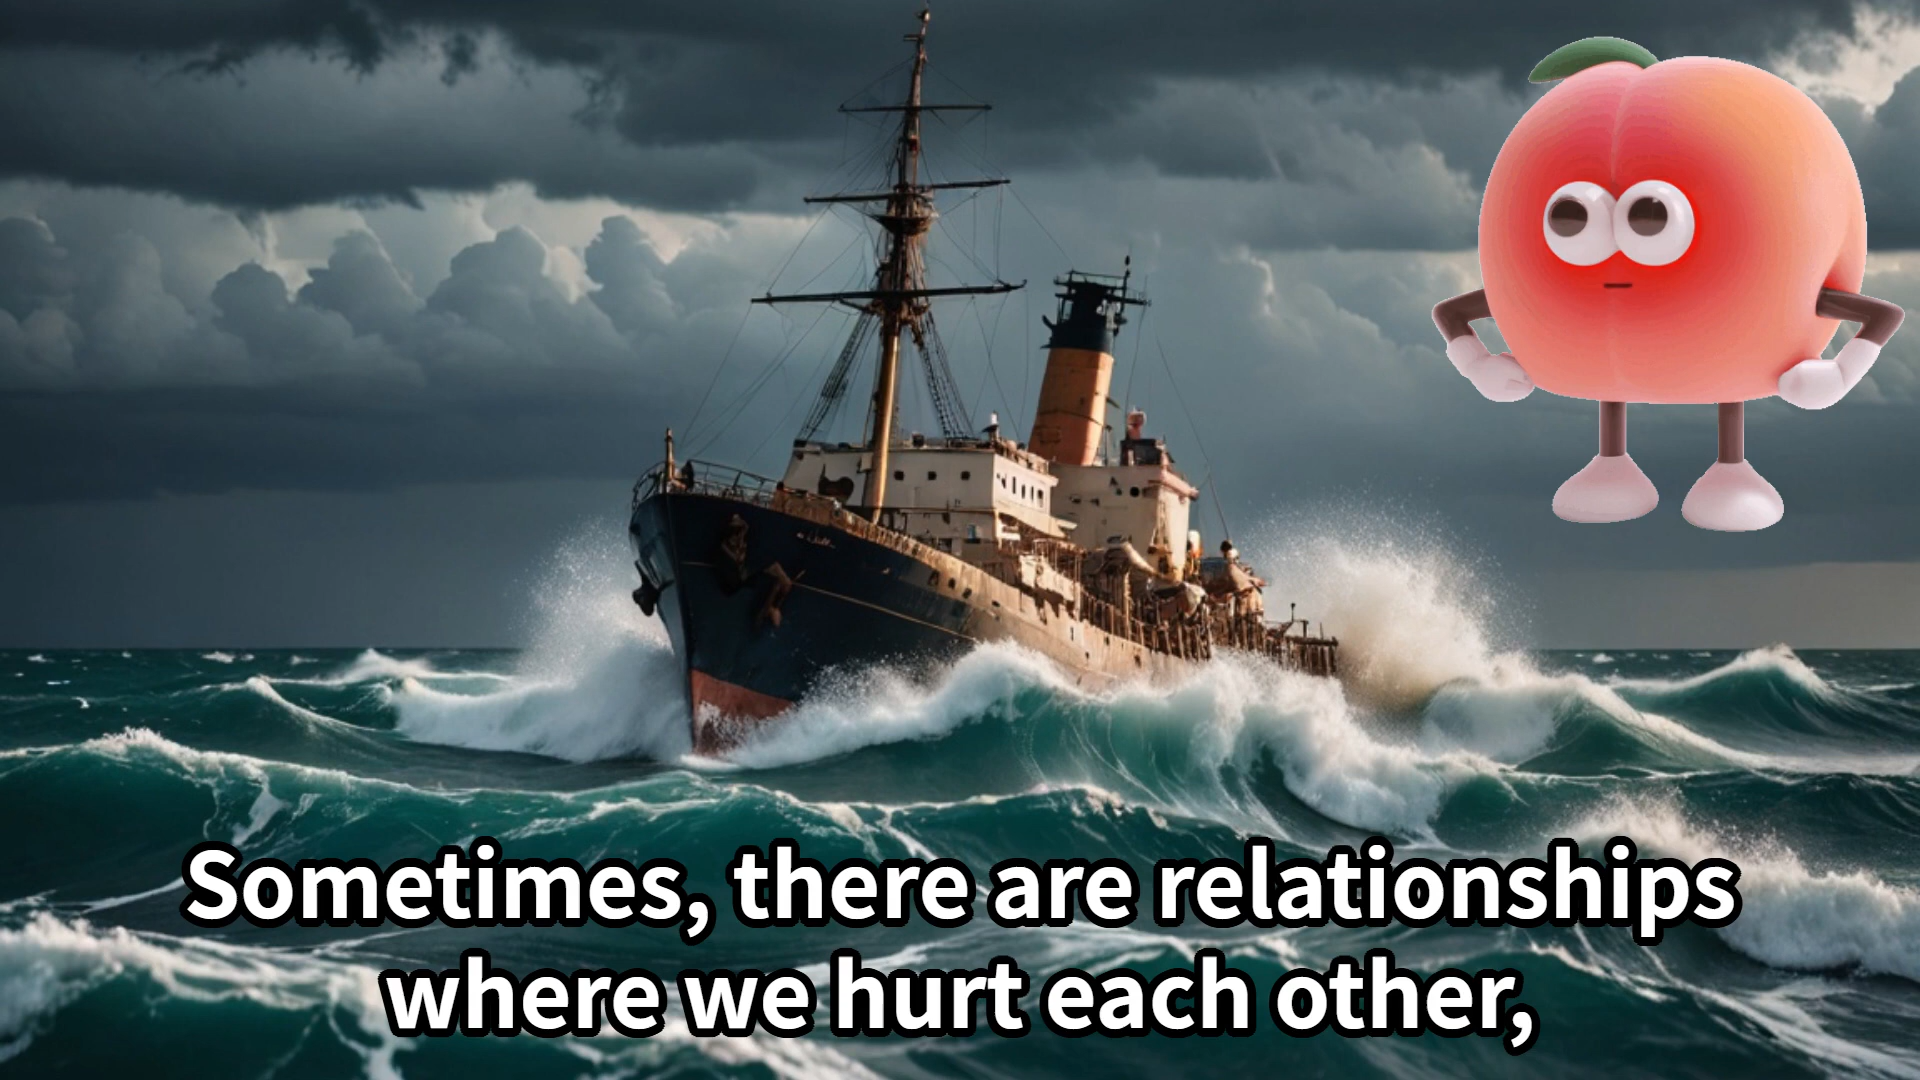 Sometimes, there are relationships
where we hurt each other,